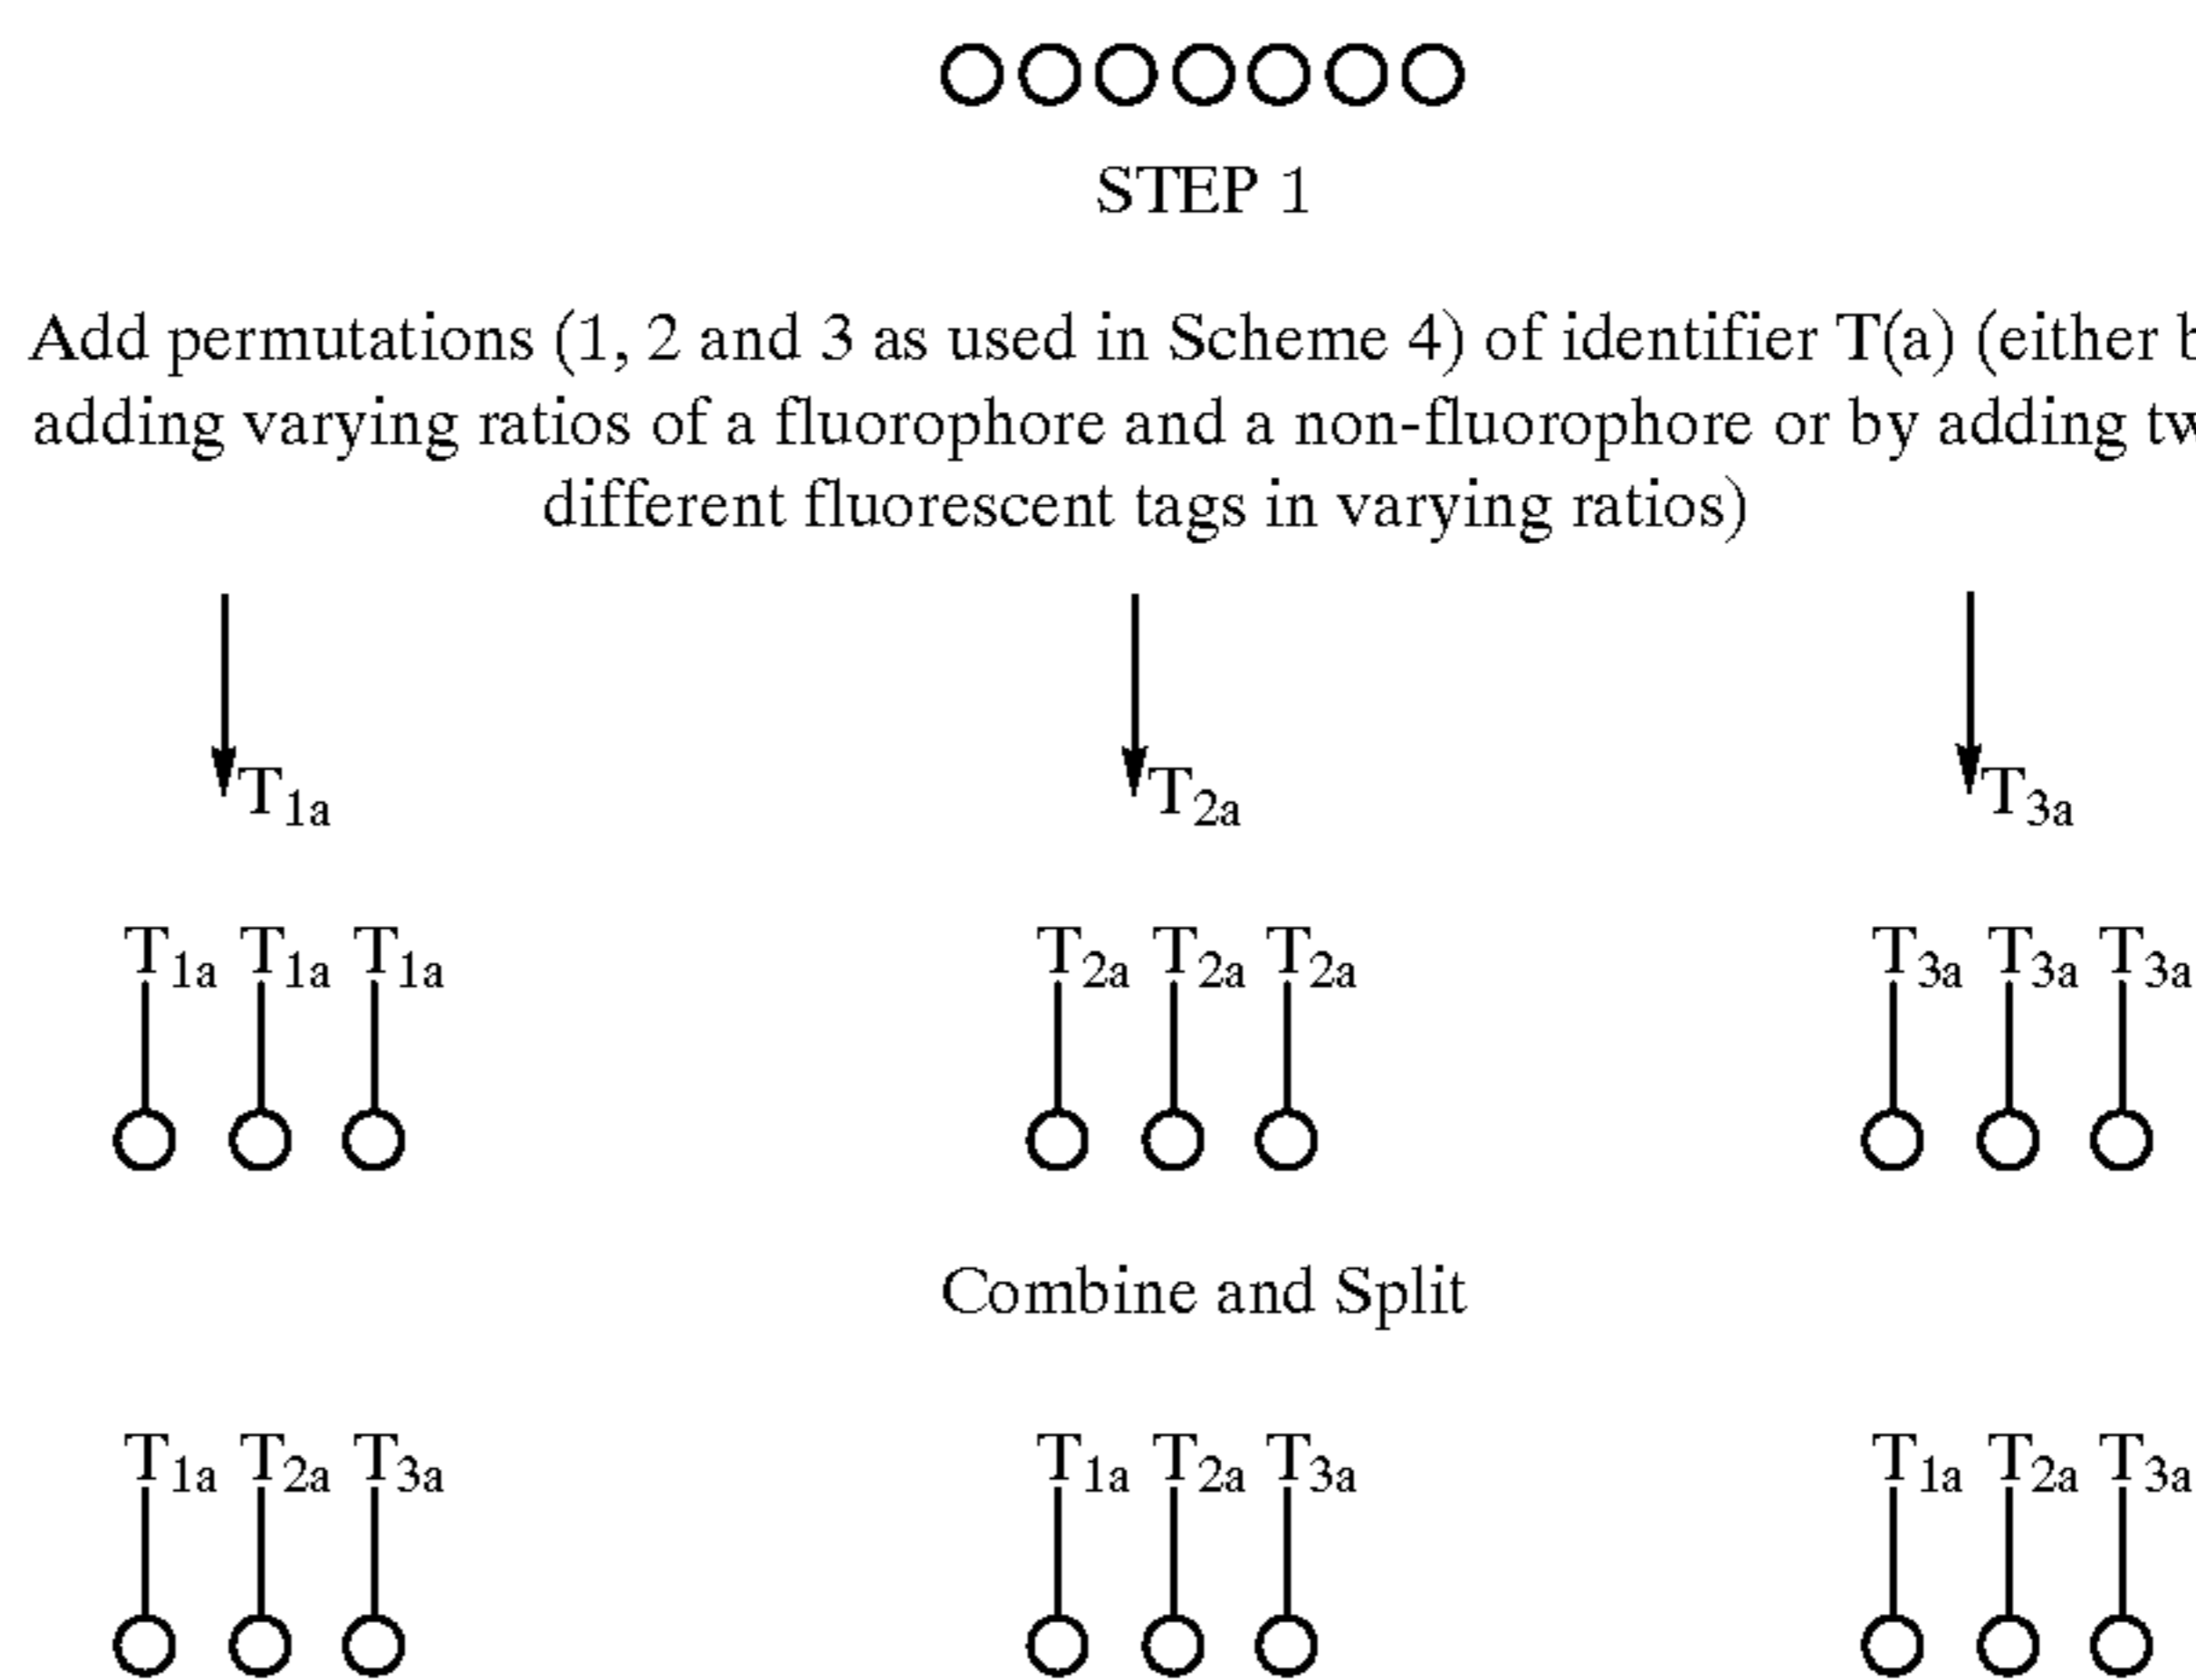 STEP 1
Add permutations (1, 2 and 3 as used in Scheme 4) of identifier T(a) (either
adding varying ratios of a fluorophore and a non-fluorophore or by adding
different fluorescent tags in varying ratios)
T1a T2a T3a
T1a T1a T1a T2a T2a T2a T3a T3a T3a
Combine and Split
T1a T2a T3a T1a T2a T3a T1a T2a T3a